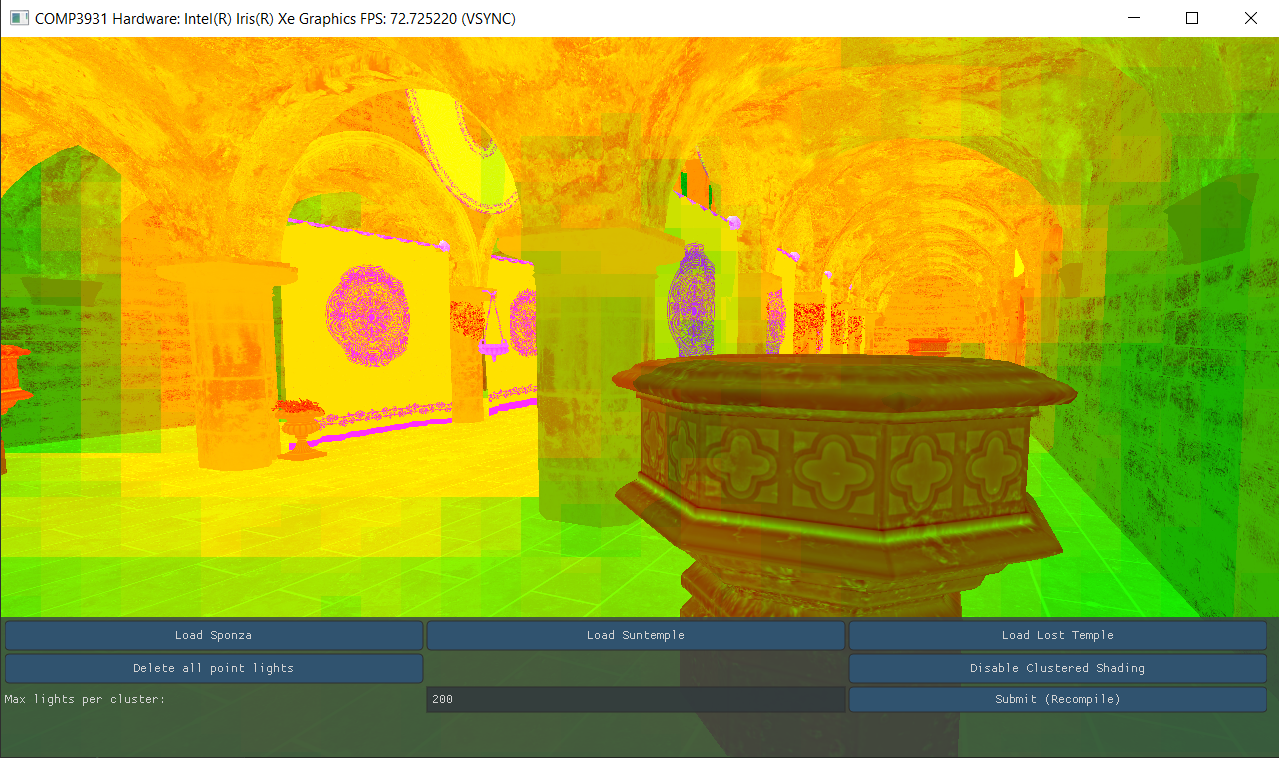 COMP3931 Hardware: Intel(R) Iris(R) Xe Graphics FPS: 72.725220 (VSYNC)
Load Sponza Load Suntemple Load Lost Temple
Delete all point lights Disable Clustered Shading
Max lights per cluster: 200 Submit (Recompile)